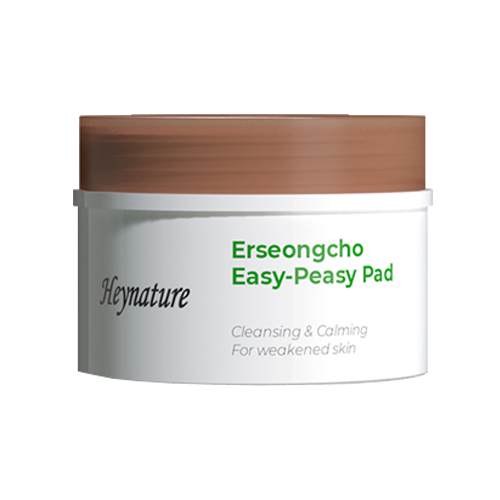 Heynature
Erseongcho
Easy-Peasy Pad
Cleansing & Calming
For weakened skin